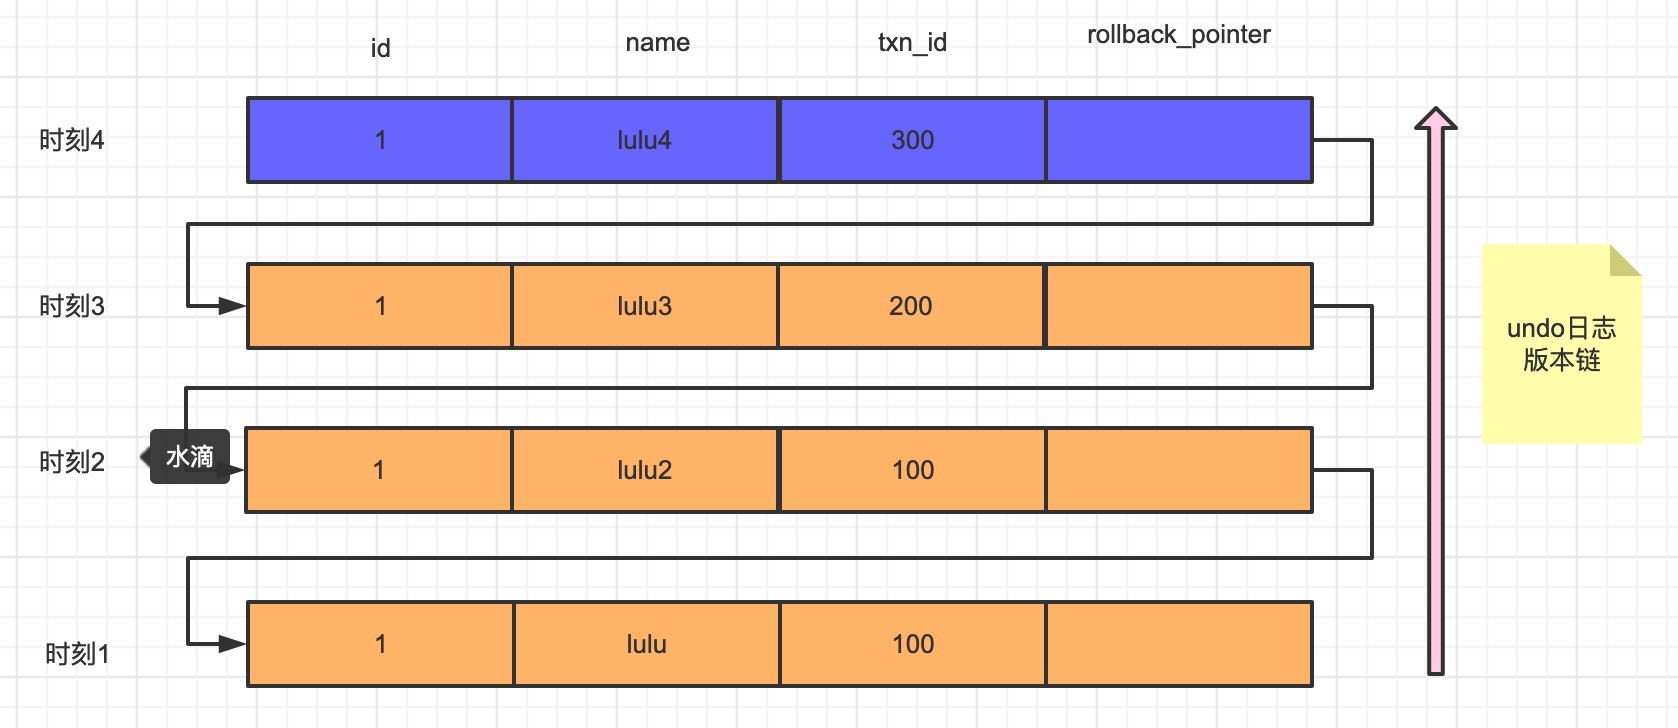 id name txn_id rollback_pointer
时刻4 1 lulu4 300
时刻3 1 lulu3 200
undo日志
版本链
时刻2 水滴 1 lulu2 100
时刻1 1 lulu 100